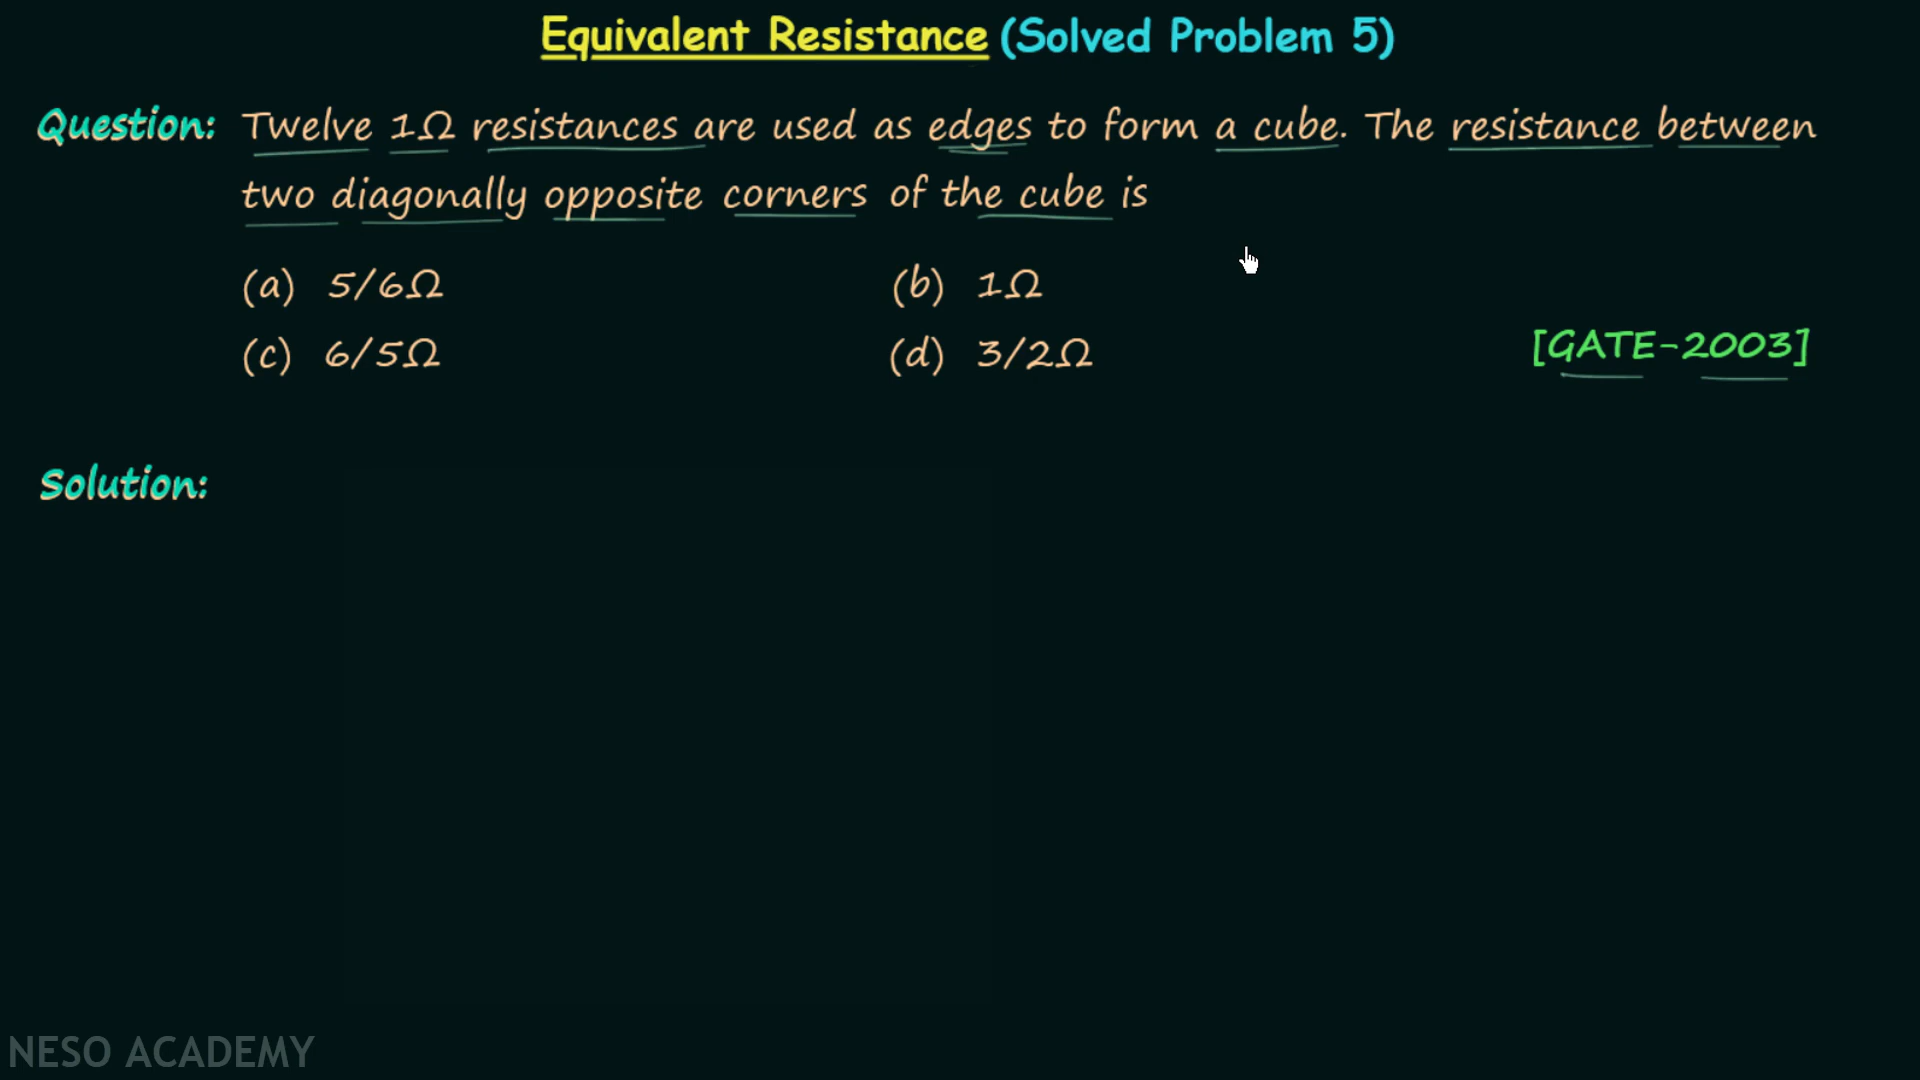 Equivalent Resistance (Solved Problem 5)
Question: Twelve 1Ω resistances are used as edges to form a cube. The resistance between
two diagonally opposite corners of the cube is
(a) 5/6Ω (b) 1Ω
(c) 6/5Ω (d) 3/2Ω
[GATE-2003]
Solution:
NESO ACADEMY